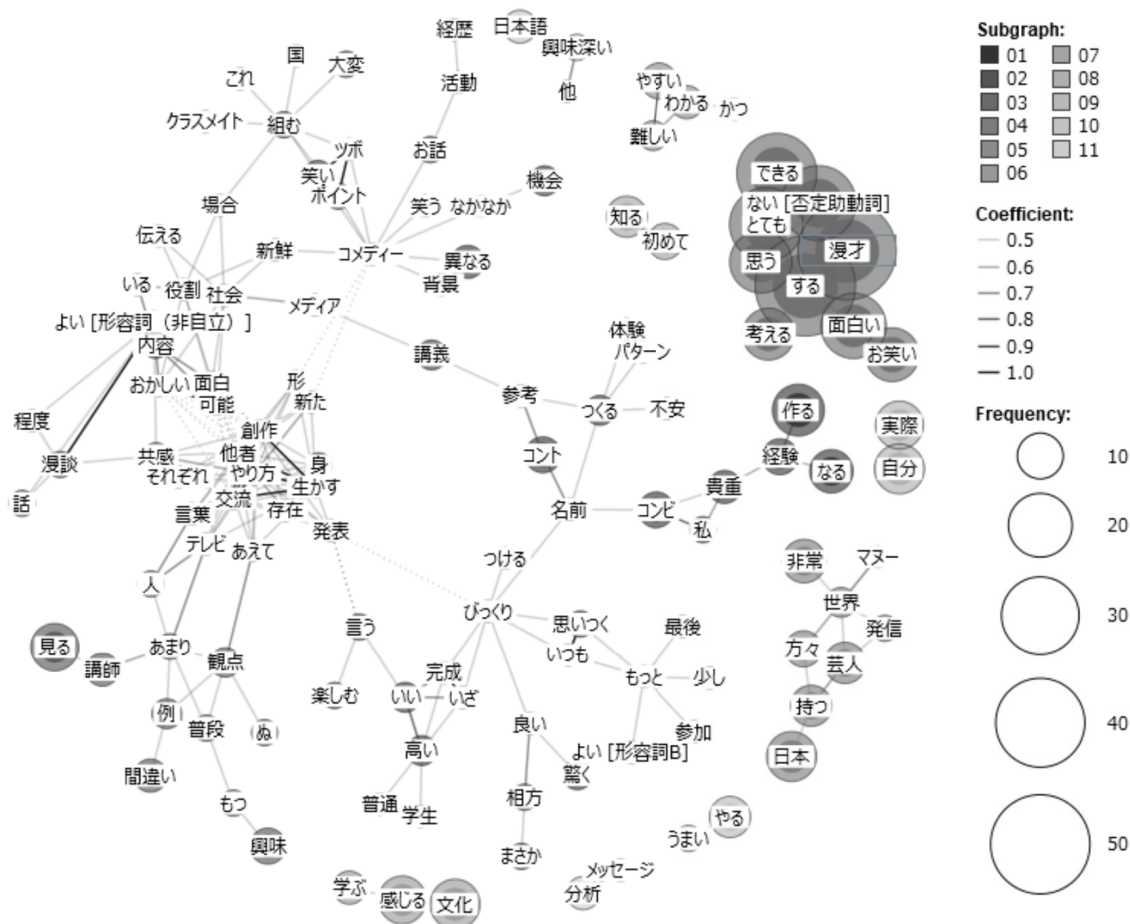 経歴
日本語
興味深い
国
大変
これ
活動
他
やすい
わかる
かつ
クラスメイト
組む
難しい
ツボ
お話
笑い
ポイント
機会
できる
場合
笑う
なかなか
ない [否定助動詞]
知る
とても
伝える
初めて
新鮮
コメディー
異なる
思う
漫才
背景
いる
役割
社会
する
メディア
よい [形容詞（非自立）]
内容
体験
考える
面白い
パターン
講義
お笑い
おかしい
面白
形
可能
新た
参考
つくる
不安
作る
程度
創作
実際
共感
他者
身
コント
経験
漫談
それぞれ
やり方
生かす
なる
自分
貴重
話
交流
言葉
存在
名前
コンビ
私
発表
テレビ
あえて
つける
非常
マヌー
人
世界
びっくり
見る
講師
あまり
観点
言う
思いつく
最後
発信
いつも
方々
芸人
完成
もっと
少し
楽しむ
いい
いざ
持つ
例
普段
ぬ
良い
参加
高い
よい [形容詞B]
日本
間違い
驚く
もつ
普通
学生
相方
やる
うまい
興味
まさか
メッセージ
学ぶ
感じる
文化
分析
Subgraph:
01 07
02 08
03 09
04 10
05 11
06
Coefficient:
0.5
0.6
0.7
0.8
0.9
1.0
Frequency:
10
20
30
40
50